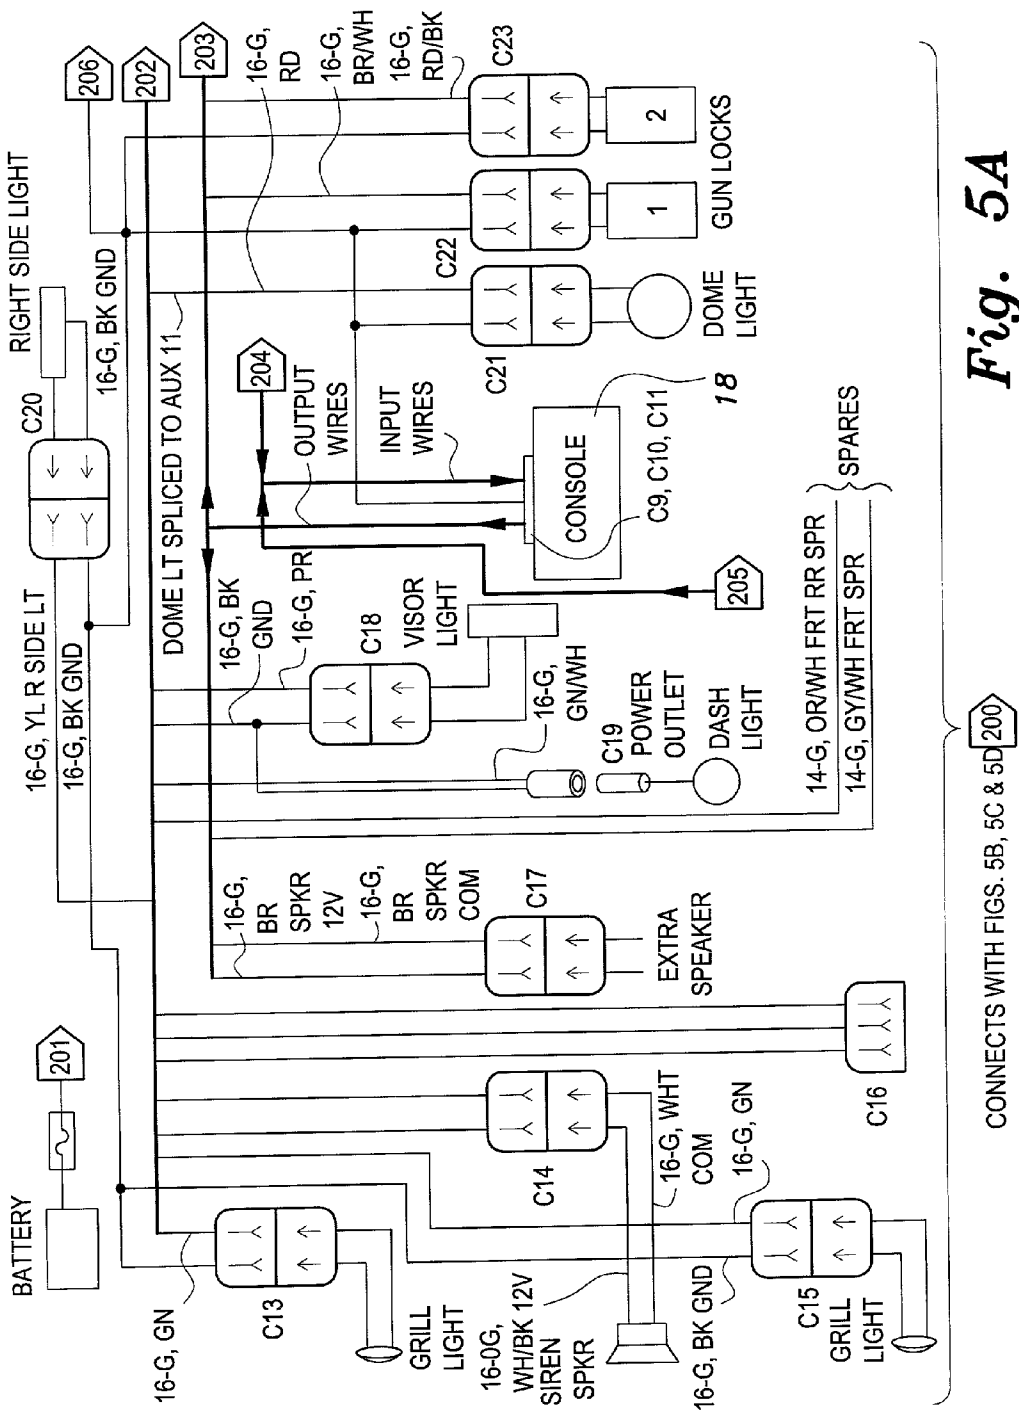 BATTERY
201
206
202
203
RIGHT SIDE LIGHT
C20
16-G, BK GND
16-G, YL R SIDE LT
16-G, BK GND
DOME LT SPLICED TO AUX 11
16-G,
RD
16-G,
BR/WH
16-G,
RD/BK
C23
2
1
GUN LOCKS
C22
C21
DOME
LIGHT
204
OUTPUT
WIRES
INPUT
WIRES
CONSOLE
18
C9, C10, C11
205
16-G, BK
GND
16-G, PR
C18
VISOR
LIGHT
16-G,
GN/WH
C19
POWER
OUTLET
DASH
LIGHT
14-G, OR/WH FRT RR SPR
14-G, GY/WH FRT SPR
SPARES
16-G,
BR
SPKR
12V
16-G,
BR
SPKR
COM
C17
EXTRA
SPEAKER
C16
C14
16-G, WHT
COM
16-G, GN
16-G, GN
C13
GRILL
LIGHT
16-0G,
WH/BK 12V
SIREN
SPKR
16-G, BK GND
C15
GRILL
LIGHT
CONNECTS WITH FIGS. 5B, 5C & 5D 200
Fig. 5A